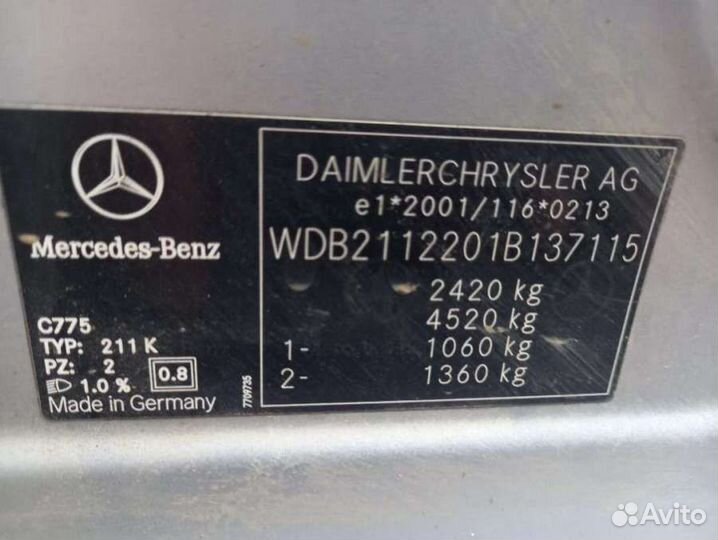 Mercedes-Benz
C775
TYP: 211 K
PZ: 2
1.0 % 0.8
Made in Germany
7709735
DAIMLERCHRYSLER AG
e1*2001/116*0213
WDB2112201B137115
2420 kg
4520 kg
1- 1060 kg
2- 1360 kg
Avito